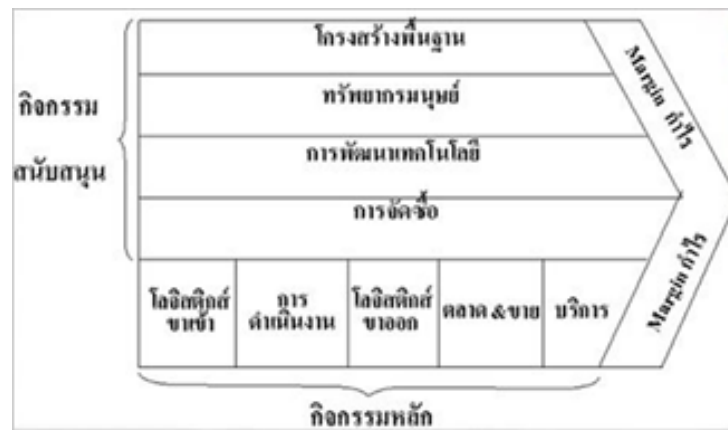 โครงสร้างพื้นฐาน
ทรัพยากรมนุษย์
การพัฒนาเทคโนโลยี
การจัดซื้อ
กิจกรรม
สนับสนุน
Margin กำไร
Margin กำไร
โลจิสติกส์
ขาเข้า
การ
ดำเนินงาน
โลจิสติกส์
ขาออก
ตลาด &ขาย
บริการ
กิจกรรมหลัก